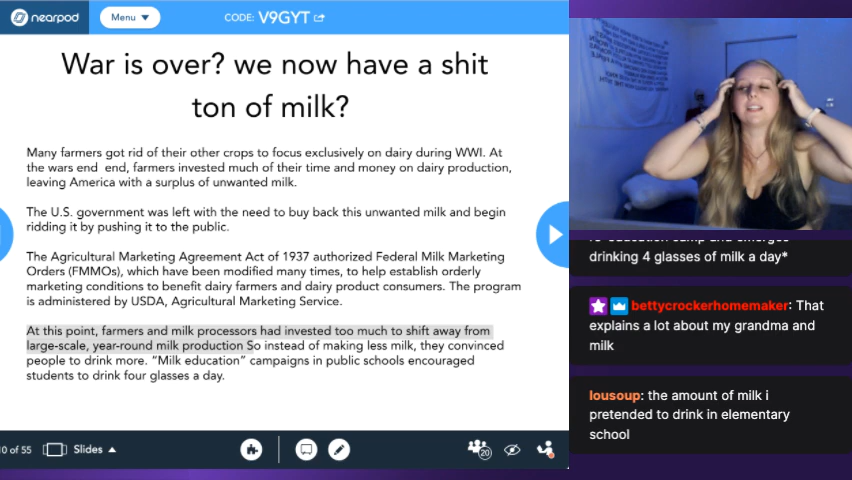 nearpod
Menu
CODE: V9GYT
War is over? we now have a shit
ton of milk?
Many farmers got rid of their other crops to focus exclusively on dairy during WWI. At
the wars end end, farmers invested much of their time and money on dairy production,
leaving America with a surplus of unwanted milk.
The U.S. government was left with the need to buy back this unwanted milk and begin
ridding it by pushing it to the public.
The Agricultural Marketing Agreement Act of 1937 authorized Federal Milk Marketing
Orders (FMMOs), which have been modified many times, to help establish orderly
marketing conditions to benefit dairy farmers and dairy product consumers. The program
is administered by USDA, Agricultural Marketing Service.
At this point, farmers and milk processors had invested too much to shift away from
large-scale, year-round milk production So instead of making less milk, they convinced
people to drink more. “Milk education” campaigns in public schools encouraged
students to drink four glasses a day.
0 of 55
Slides
20
drinking 4 glasses of milk a day*
bettycrockerhomemaker: That
explains a lot about my grandma and
milk
lousoup: the amount of milk i
pretended to drink in elementary
school